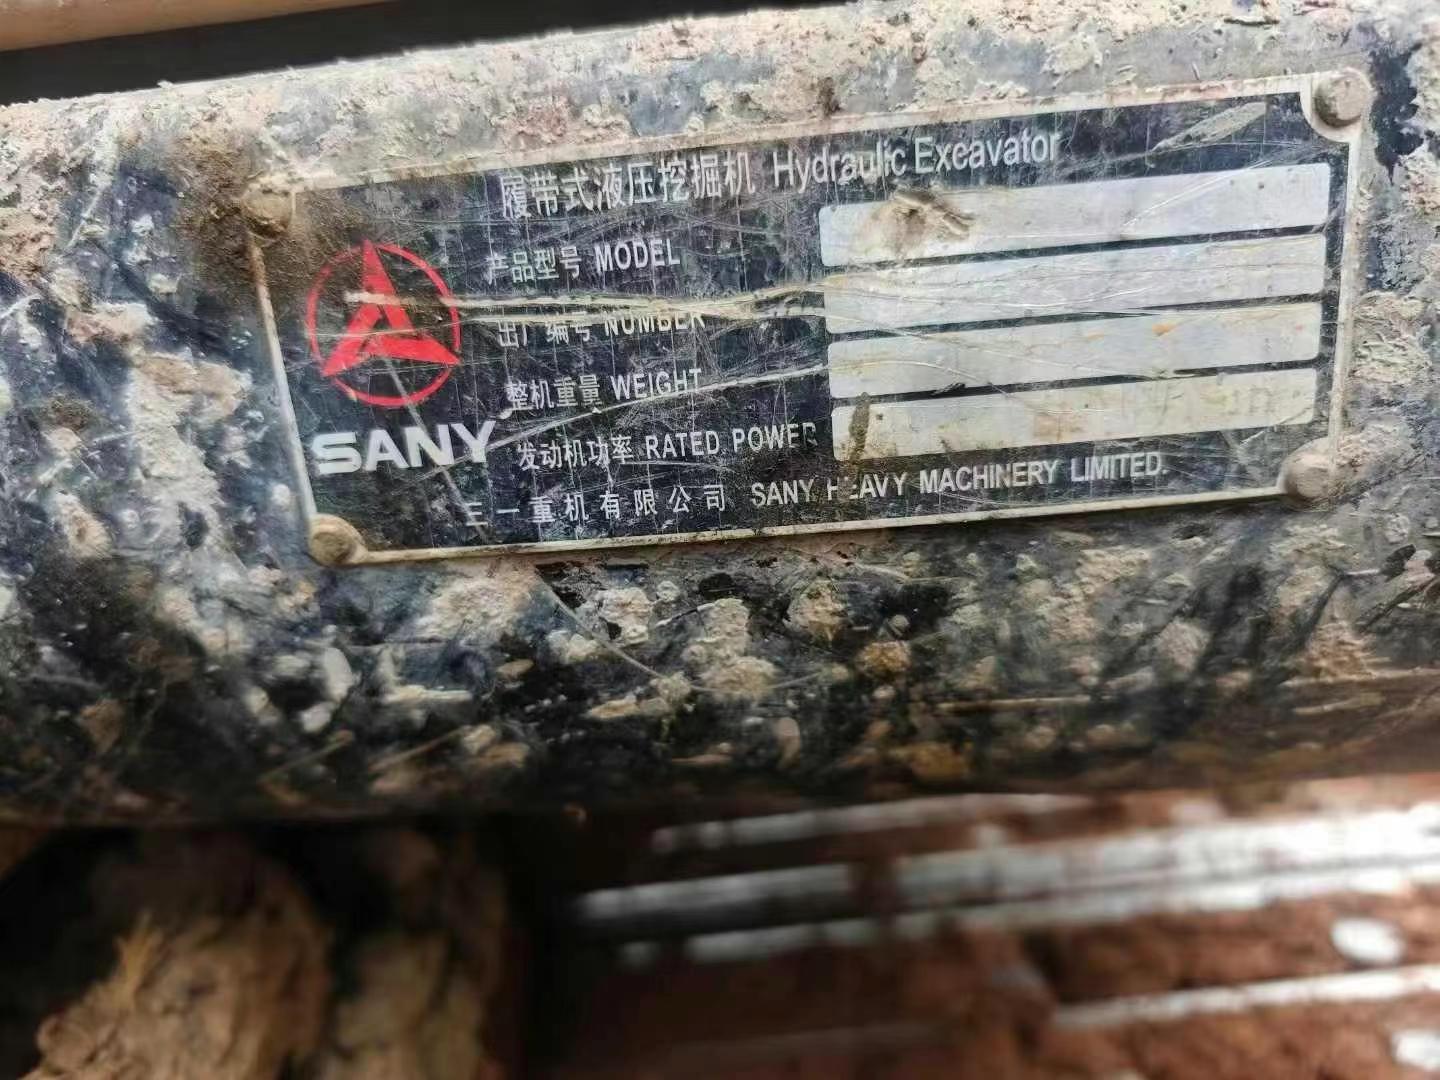 履带式液压挖掘机 Hydraulic Excavator
产品型号 MODEL
出厂编号 NUMBER
整机重量 WEIGHT
SANY
发动机功率 RATED POWER
三一重机有限公司 SANY HEAVY MACHINERY LIMITED.